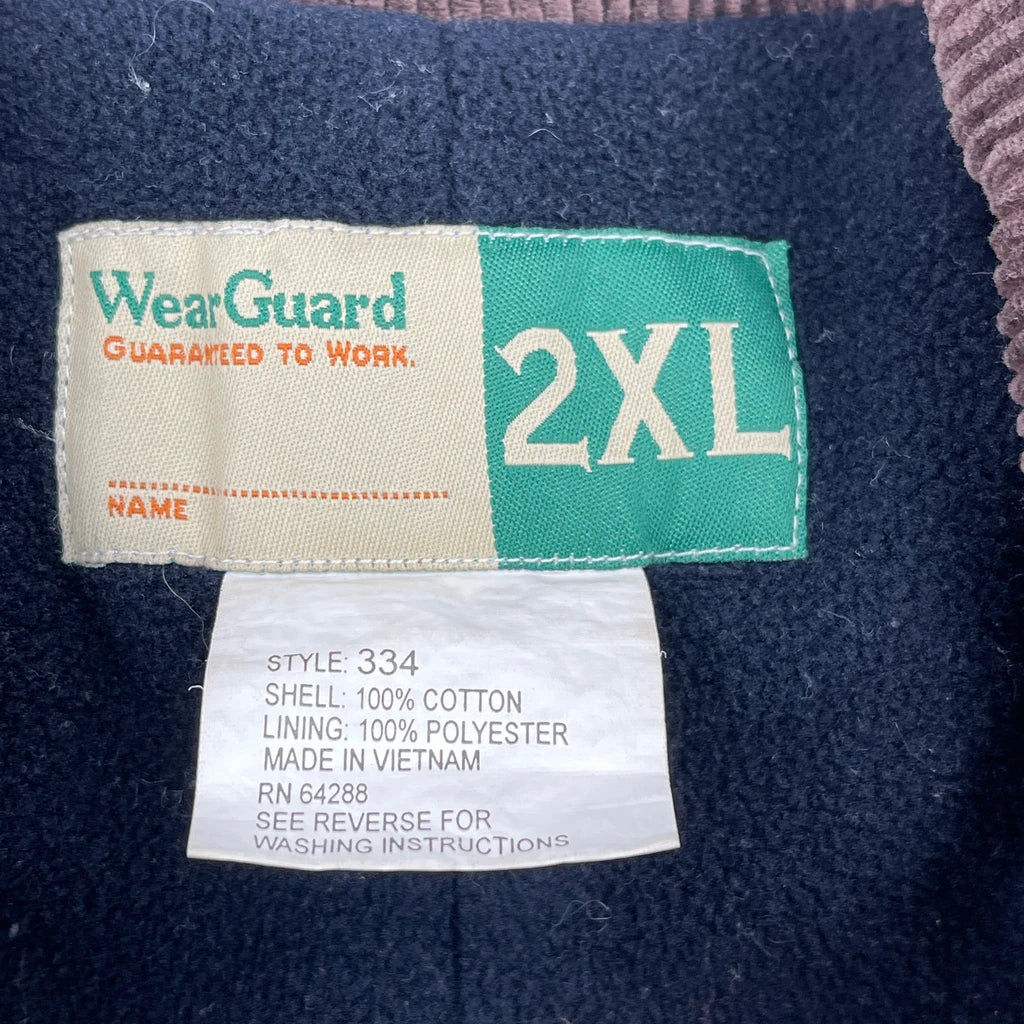 WearGuard
GUARANTEED TO WORK.
2XL
NAME
STYLE: 334
SHELL: 100% COTTON
LINING: 100% POLYESTER
MADE IN VIETNAM
RN 64288
SEE REVERSE FOR
WASHING INSTRUCTIONS